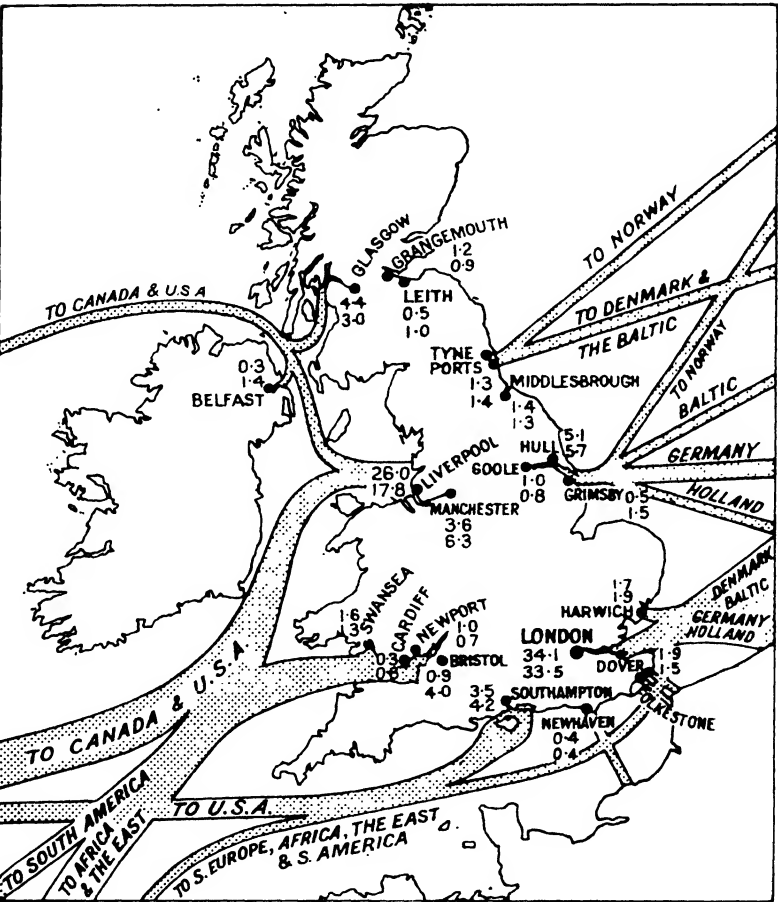 GLASGOW
4.4
3.0
GRANGEMOUTH
1.2
0.9
LEITH
0.5
1.0
TO NORWAY
TO CANADA & U.S.A
TO DENMARK &
THE BALTIC
TYNE
PORTS
1.3
1.4
0.3
1.4
BELFAST
MIDDLESBROUGH
1.4
1.3
TO NORWAY
BALTIC
HULL
5.1
5.7
GERMANY
26.0
17.8
LIVERPOOL
GOOLE
1.0
0.8
GRIMSBY
0.5
1.5
HOLLAND
MANCHESTER
3.6
6.3
1.7
1.9
HARWICH
DENMARK
BALTIC
GERMANY
HOLLAND
1.6
1.3
SWANSEA
CARDIFF
0.3
0.8
NEWPORT
1.0
0.7
BRISTOL
0.9
4.0
LONDON
34.1
33.5
DOVER
1.9
1.5
FOLKESTONE
3.5
4.2
SOUTHAMPTON
NEWHAVEN
0.4
0.4
TO CANADA & U.S.A
TO U.S.A.
TO SOUTH AMERICA
TO AFRICA
& THE EAST
TO S. EUROPE, AFRICA, THE EAST
& S. AMERICA